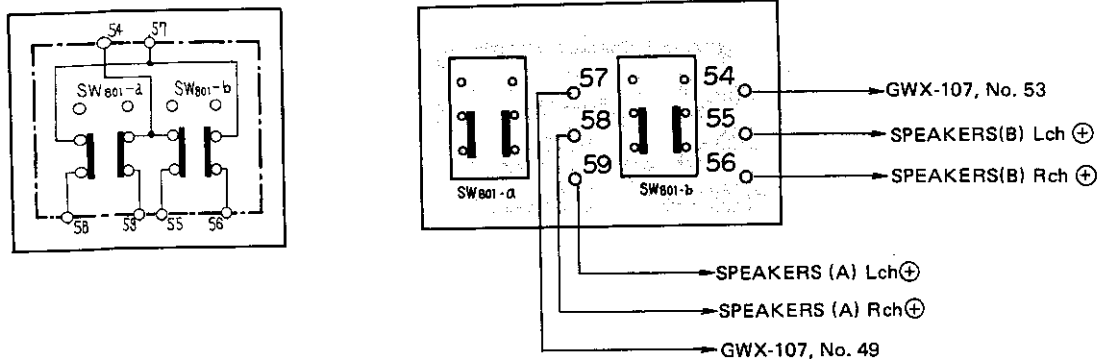 54 57
SW801-a SW801-b
58 59 55 56
57 54
58 55
59 56
SW801-a SW801-b
GWX-107, No. 53
SPEAKERS(B) Lch ⊕
SPEAKERS(B) Rch ⊕
SPEAKERS (A) Lch ⊕
SPEAKERS (A) Rch ⊕
GWX-107, No. 49